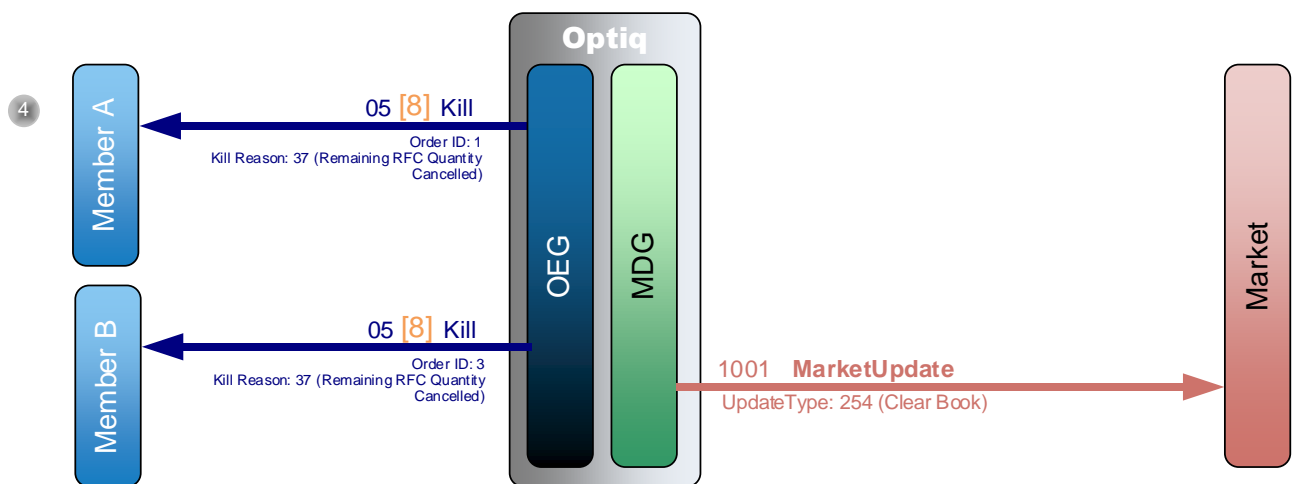 Optiq
4
Member A
05 [8] Kill
Order ID: 1
Kill Reason: 37 (Remaining RFC Quantity
Cancelled)
OEG
MDG
Market
Member B
05 [8] Kill
Order ID: 3
Kill Reason: 37 (Remaining RFC Quantity
Cancelled)
1001 MarketUpdate
UpdateType: 254 (Clear Book)